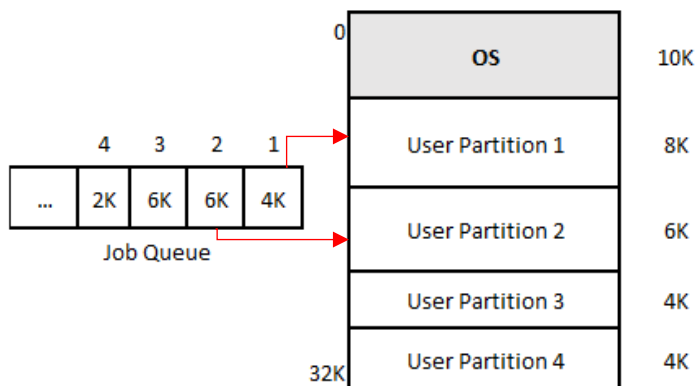 0
OS 10K
4 3 2 1
User Partition 1 8K
... 2K 6K 6K 4K
Job Queue
User Partition 2 6K
User Partition 3 4K
User Partition 4 4K
32K